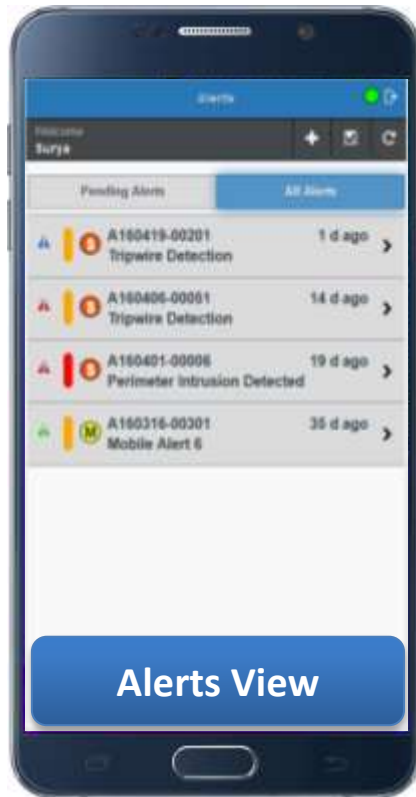 Alerts
Welcome
Surya
Pending Alerts All Alerts
A160419-00201 1 d ago
Tripwire Detection
A160406-00051 14 d ago
Tripwire Detection
A160401-00006 19 d ago
Perimeter Intrusion Detected
M A160316-00301 35 d ago
Mobile Alert 6
Alerts View